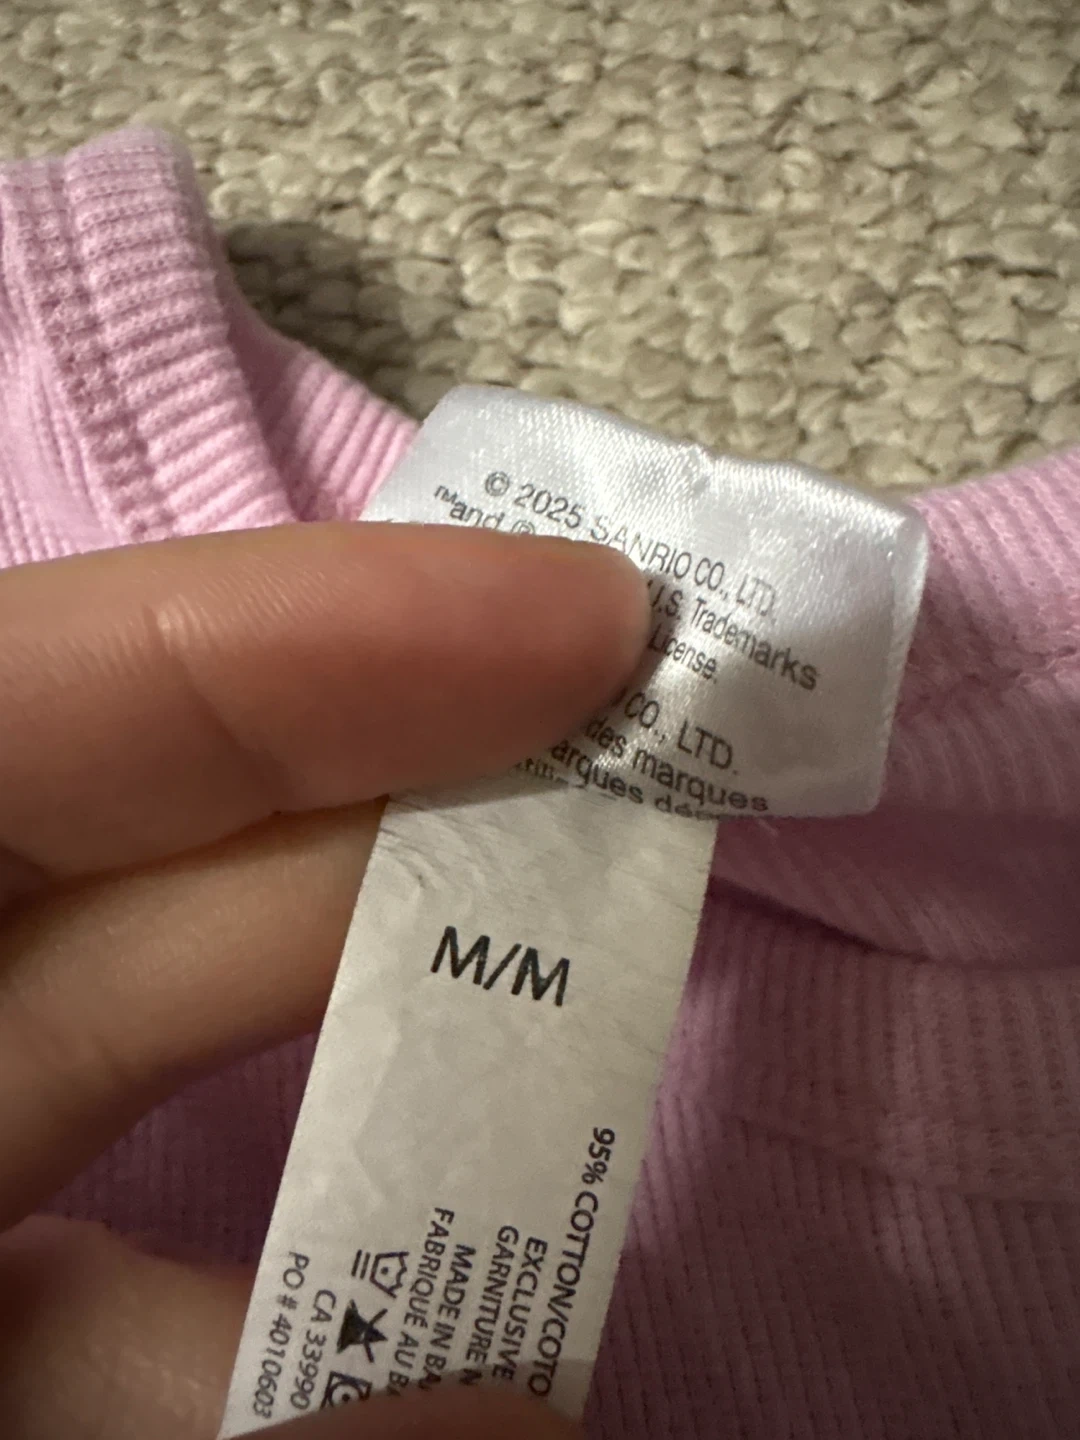 © 2025 SANRIO CO., LTD.
™and ®
U.S. Trademarks
License.
CO., LTD.
des marques
M/M
95% COTTON/COTO
EXCLUSIVE
GARNITURE
MADE IN BA
FABRIQUÉ AU
CA 33990
PO # 4010603